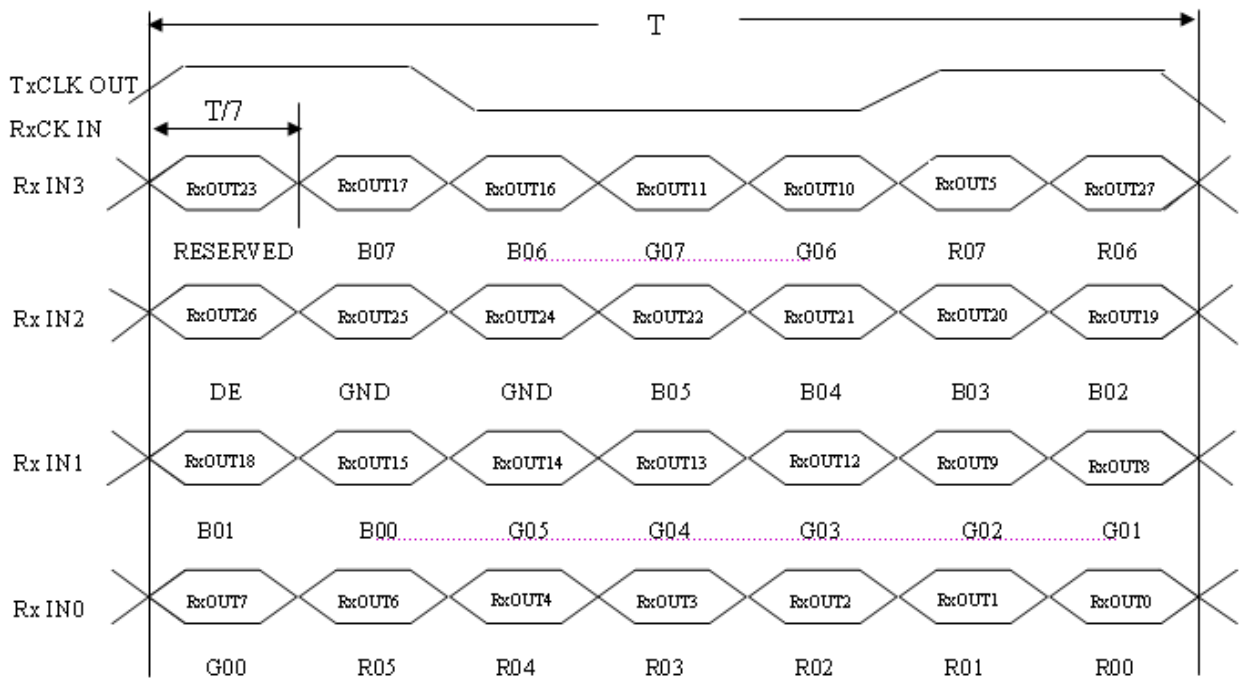 T
TxCLK OUT
T/7
RxCK IN
Rx IN3 RxOUT23 RxOUT17 RxOUT16 RxOUT11 RxOUT10 RxOUT5 RxOUT27
RESERVED B07 B06 G07 G06 R07 R06
Rx IN2 RxOUT26 RxOUT25 RxOUT24 RxOUT22 RxOUT21 RxOUT20 RxOUT19
DE GND GND B05 B04 B03 B02
Rx IN1 RxOUT18 RxOUT15 RxOUT14 RxOUT13 RxOUT12 RxOUT9 RxOUT8
B01 B00 G05 G04 G03 G02 G01
Rx IN0 RxOUT7 RxOUT6 RxOUT4 RxOUT3 RxOUT2 RxOUT1 RxOUT0
G00 R05 R04 R03 R02 R01 R00